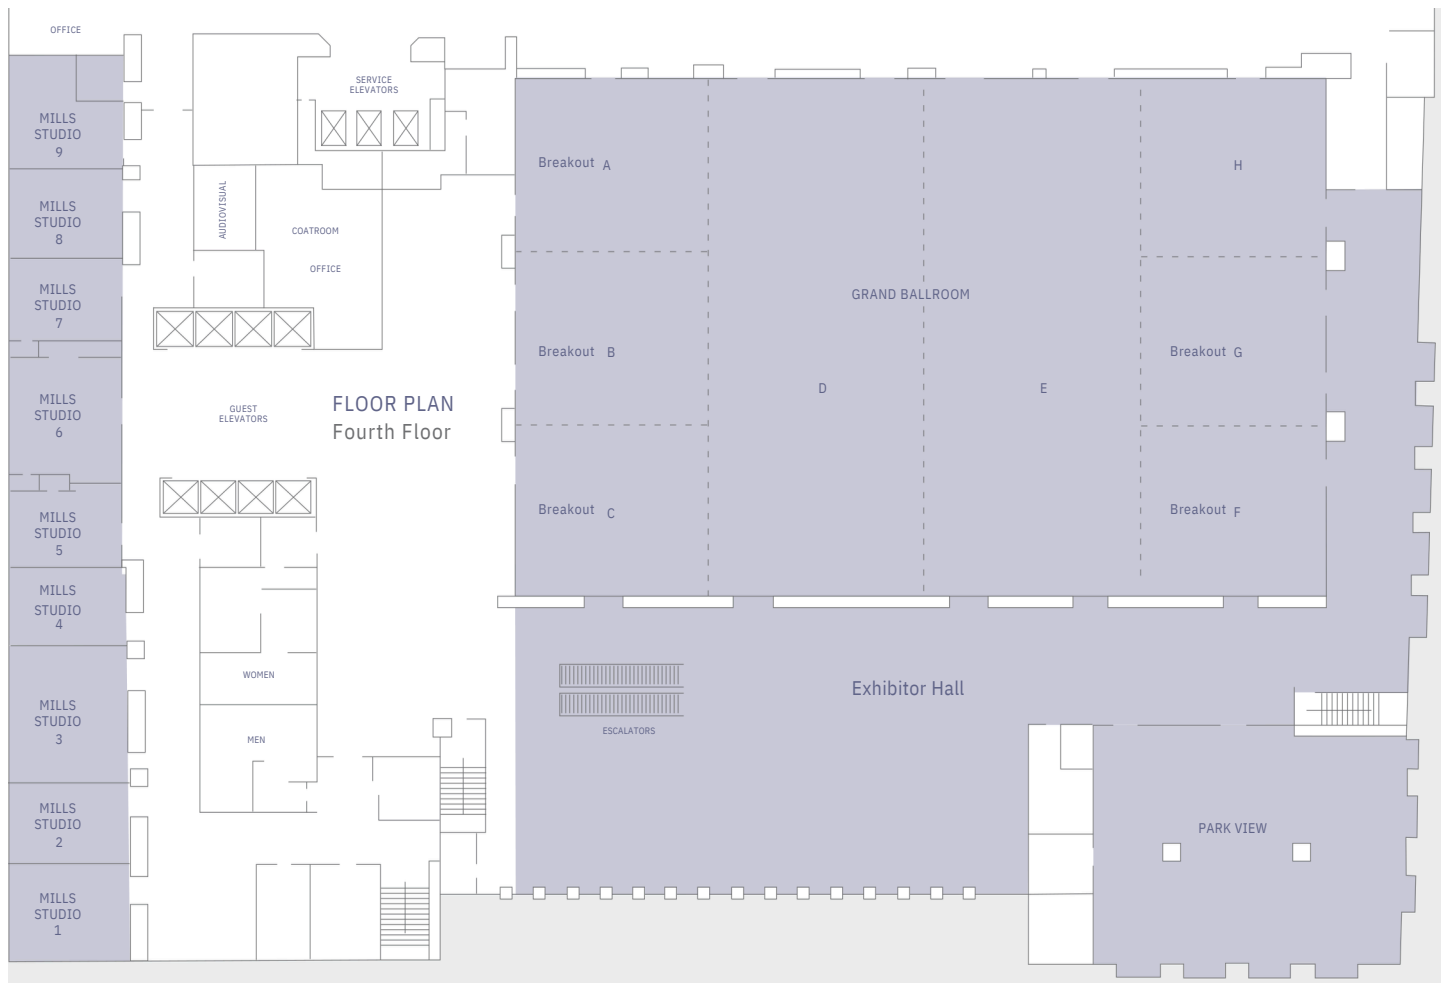 OFFICE
MILLS
STUDIO
9
MILLS
STUDIO
8
MILLS
STUDIO
7
MILLS
STUDIO
6
MILLS
STUDIO
5
MILLS
STUDIO
4
MILLS
STUDIO
3
MILLS
STUDIO
2
MILLS
STUDIO
1
SERVICE
ELEVATORS
AUDIOVISUAL
COATROOM
OFFICE
GUEST
ELEVATORS
FLOOR PLAN
Fourth Floor
WOMEN
MEN
Breakout A
Breakout B
Breakout C
GRAND BALLROOM
D
E
H
Breakout G
Breakout F
Exhibitor Hall
ESCALATORS
PARK VIEW